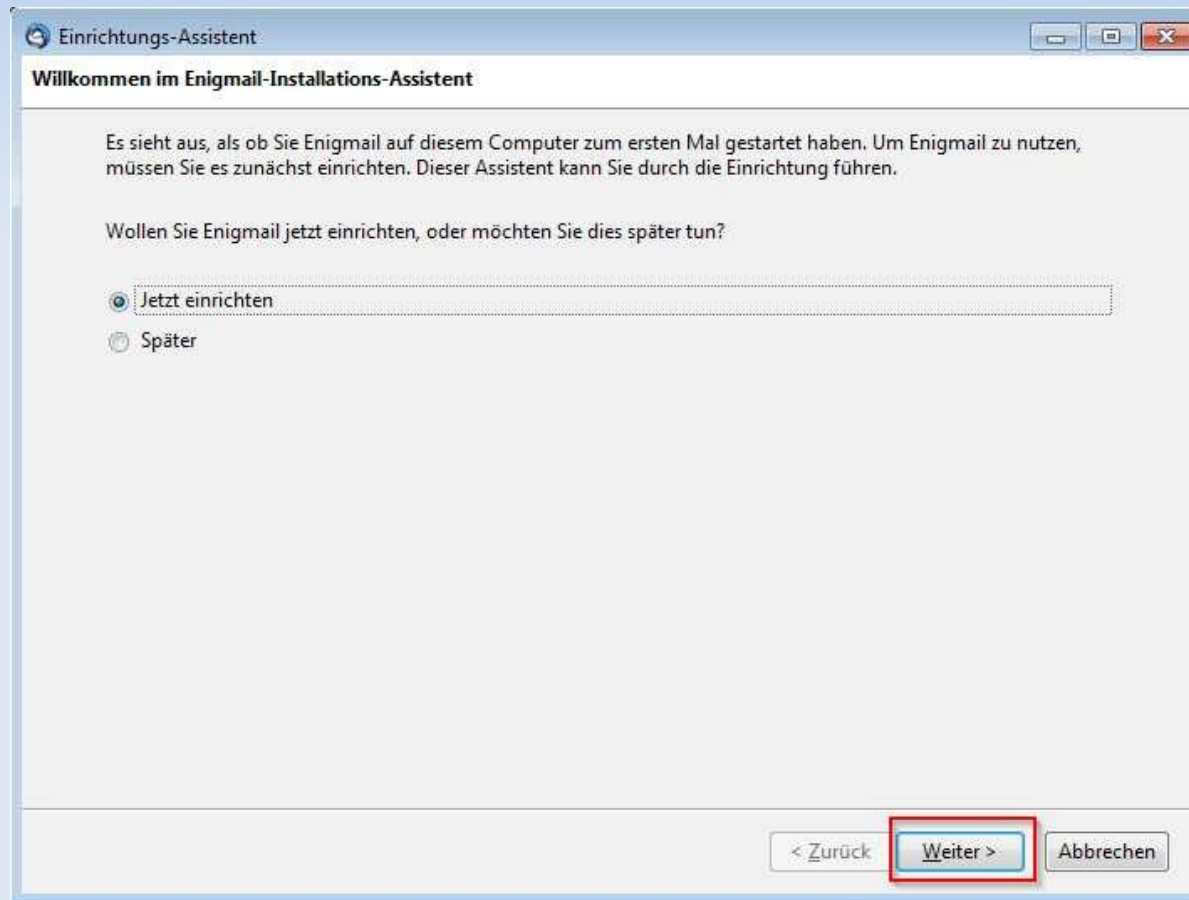 Einrichtungs-Assistent
Willkommen im Enigmail-Installations-Assistent
Es sieht aus, als ob Sie Enigmail auf diesem Computer zum ersten Mal gestartet haben. Um Enigmail zu nutzen,
müssen Sie es zunächst einrichten. Dieser Assistent kann Sie durch die Einrichtung führen.
Wollen Sie Enigmail jetzt einrichten, oder möchten Sie dies später tun?
Jetzt einrichten
Später
< Zurück Weiter > Abbrechen